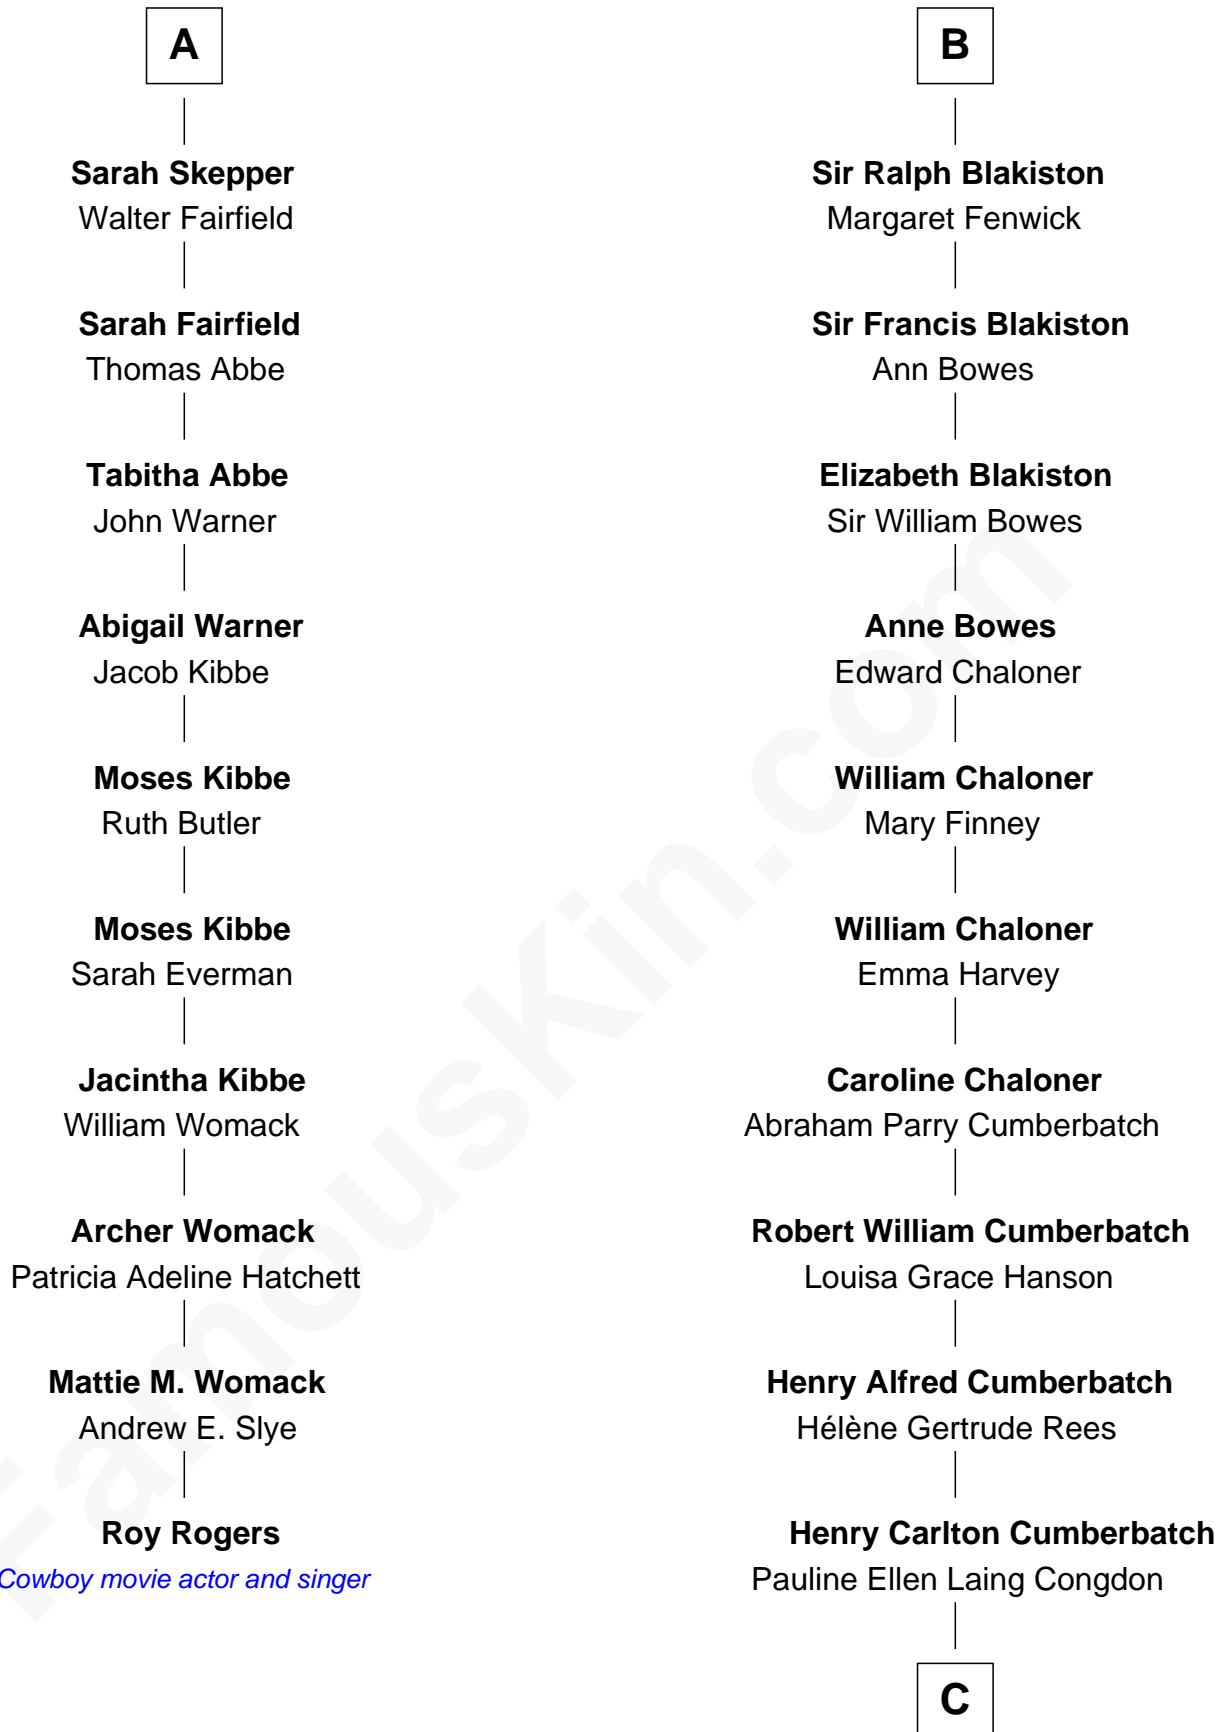 A
Sarah Skepper
Walter Fairfield
Sarah Fairfield
Thomas Abbe
Tabitha Abbe
John Warner
Abigail Warner
Jacob Kibbe
Moses Kibbe
Ruth Butler
Moses Kibbe
Sarah Everman
Jacintha Kibbe
William Womack
Archer Womack
Patricia Adeline Hatchett
Mattie M. Womack
Andrew E. Slye
Roy Rogers
Cowboy movie actor and singer
B
Sir Ralph Blakiston
Margaret Fenwick
Sir Francis Blakiston
Ann Bowes
Elizabeth Blakiston
Sir William Bowes
Anne Bowes
Edward Chaloner
William Chaloner
Mary Finney
William Chaloner
Emma Harvey
Caroline Chaloner
Abraham Parry Cumberbatch
Robert William Cumberbatch
Louisa Grace Hanson
Henry Alfred Cumberbatch
Hélène Gertrude Rees
Henry Carlton Cumberbatch
Pauline Ellen Laing Congdon
C
FamousKin.com